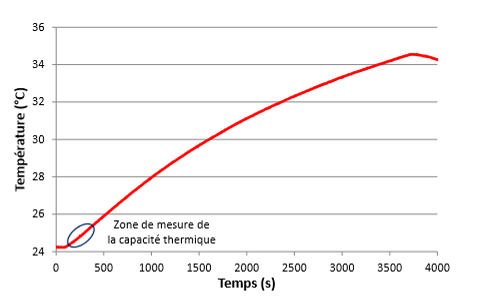 36
34
32
30
28
26
24
Température (°C)
Zone de mesure de
la capacité thermique
0 500 1000 1500 2000 2500 3000 3500 4000
Temps (s)